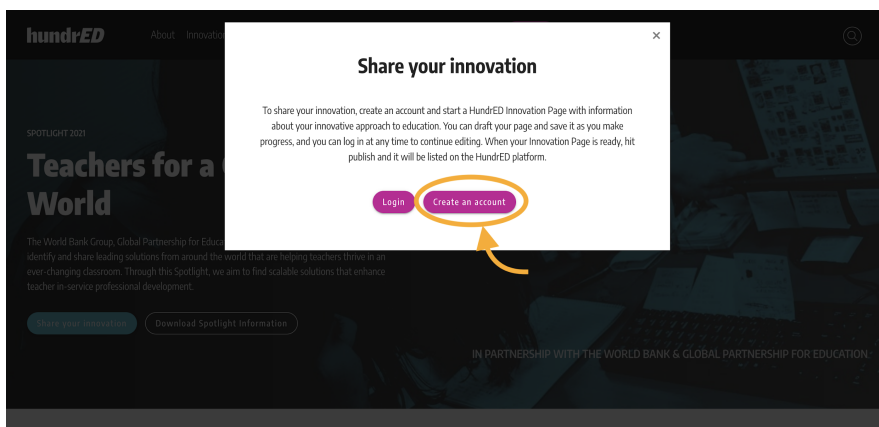 hundrED
About Innovation
×
Share your innovation
To share your innovation, create an account and start a HundrED Innovation Page with information
about your innovative approach to education. You can draft your page and save it as you make
progress, and you can log in at any time to continue editing. When your Innovation Page is ready, hit
publish and it will be listed on the HundrED platform.
Login
Create an account
SPOTLIGHT 2021
Teachers for a
World
The World Bank Group, Global Partnership for Educa
identify and share leading solutions from around the world that are helping teachers thrive in an
ever-changing classroom. Through this Spotlight, we aim to find scalable solutions that enhance
teacher in-service professional development.
Share your innovation
Download Spotlight Information
IN PARTNERSHIP WITH THE WORLD BANK & GLOBAL PARTNERSHIP FOR EDUCATION